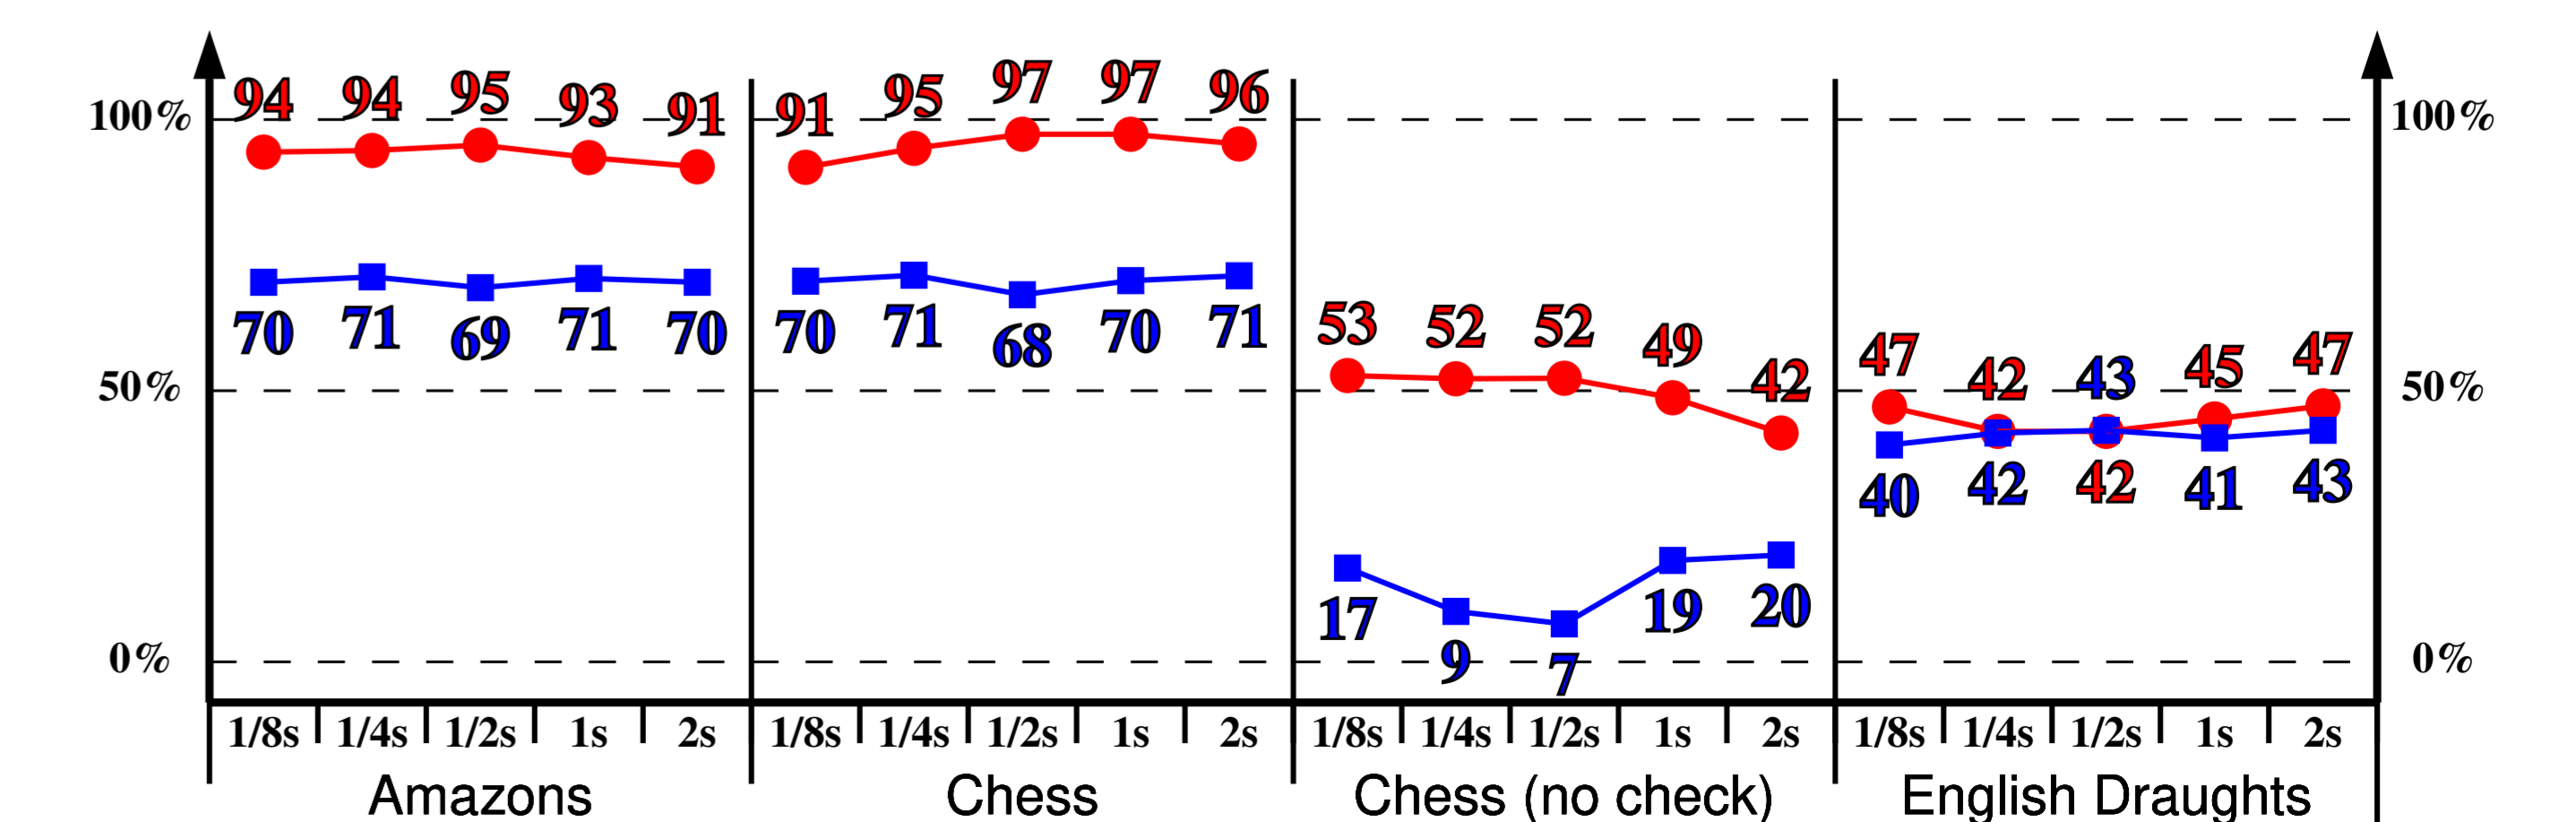 94 94 95 93 91 91 95 97 97 96
100% 100%
70 71 69 71 70 70 71 68 70 71
53 52 52 49 42 47 42 43 45 47
50% 50%
40 42 42 41 43
17 9 7 19 20
0% 0%
1/8s 1/4s 1/2s 1s 2s 1/8s 1/4s 1/2s 1s 2s 1/8s 1/4s 1/2s 1s 2s 1/8s 1/4s 1/2s 1s 2s
Amazons Chess Chess (no check) English Draughts